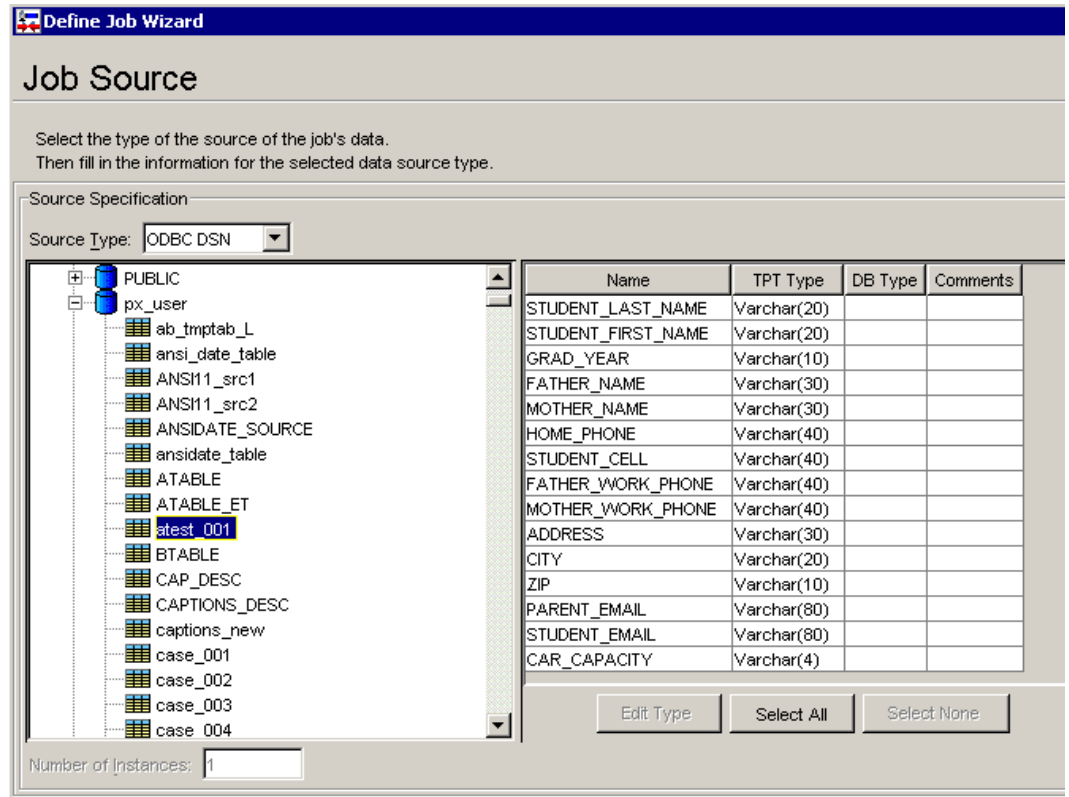 Define Job Wizard
Job Source
Select the type of the source of the job's data.
Then fill in the information for the selected data source type.
Source Specification
Source Type: ODBC DSN
PUBLIC
px_user
ab_tmptab_L
ansi_date_table
ANSI11_src1
ANSI11_src2
ANSIDATE_SOURCE
ansidate_table
ATABLE
ATABLE_ET
atest_001
BTABLE
CAP_DESC
CAPTIONS_DESC
captions_new
case_001
case_002
case_003
case_004
Name TPT Type DB Type Comments
STUDENT_LAST_NAME Varchar(20)
STUDENT_FIRST_NAME Varchar(20)
GRAD_YEAR Varchar(10)
FATHER_NAME Varchar(30)
MOTHER_NAME Varchar(30)
HOME_PHONE Varchar(40)
STUDENT_CELL Varchar(40)
FATHER_WORK_PHONE Varchar(40)
MOTHER_WORK_PHONE Varchar(40)
ADDRESS Varchar(30)
CITY Varchar(20)
ZIP Varchar(10)
PARENT_EMAIL Varchar(80)
STUDENT_EMAIL Varchar(80)
CAR_CAPACITY Varchar(4)
Edit Type Select All Select None
Number of Instances: 1